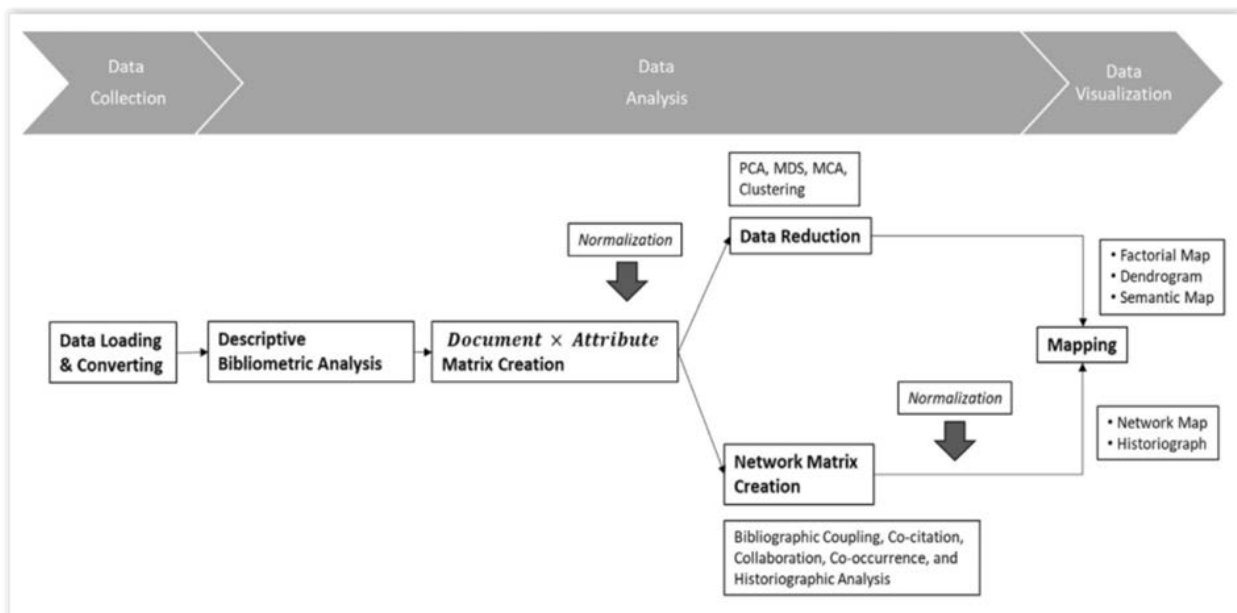 Data
Collection
Data
Analysis
Data
Visualization
PCA, MDS, MCA,
Clustering
Normalization
Data Reduction
• Factorial Map
• Dendrogram
• Semantic Map
Data Loading
& Converting
Descriptive
Bibliometric Analysis
Document × Attribute
Matrix Creation
Mapping
Normalization
• Network Map
• Historiograph
Network Matrix
Creation
Bibliographic Coupling, Co-citation,
Collaboration, Co-occurrence, and
Historiographic Analysis